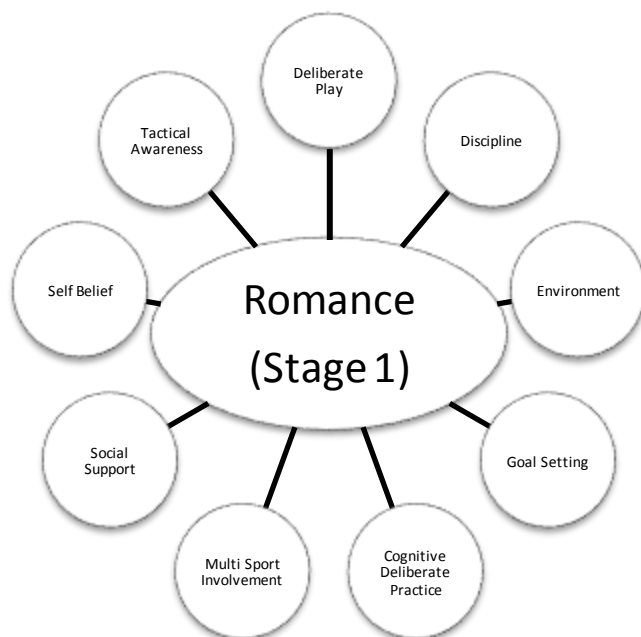 Deliberate
Play
Discipline
Environment
Goal Setting
Cognitive
Deliberate
Practice
Multi Sport
Involvement
Social
Support
Self Belief
Tactical
Awareness
Romance
(Stage 1)